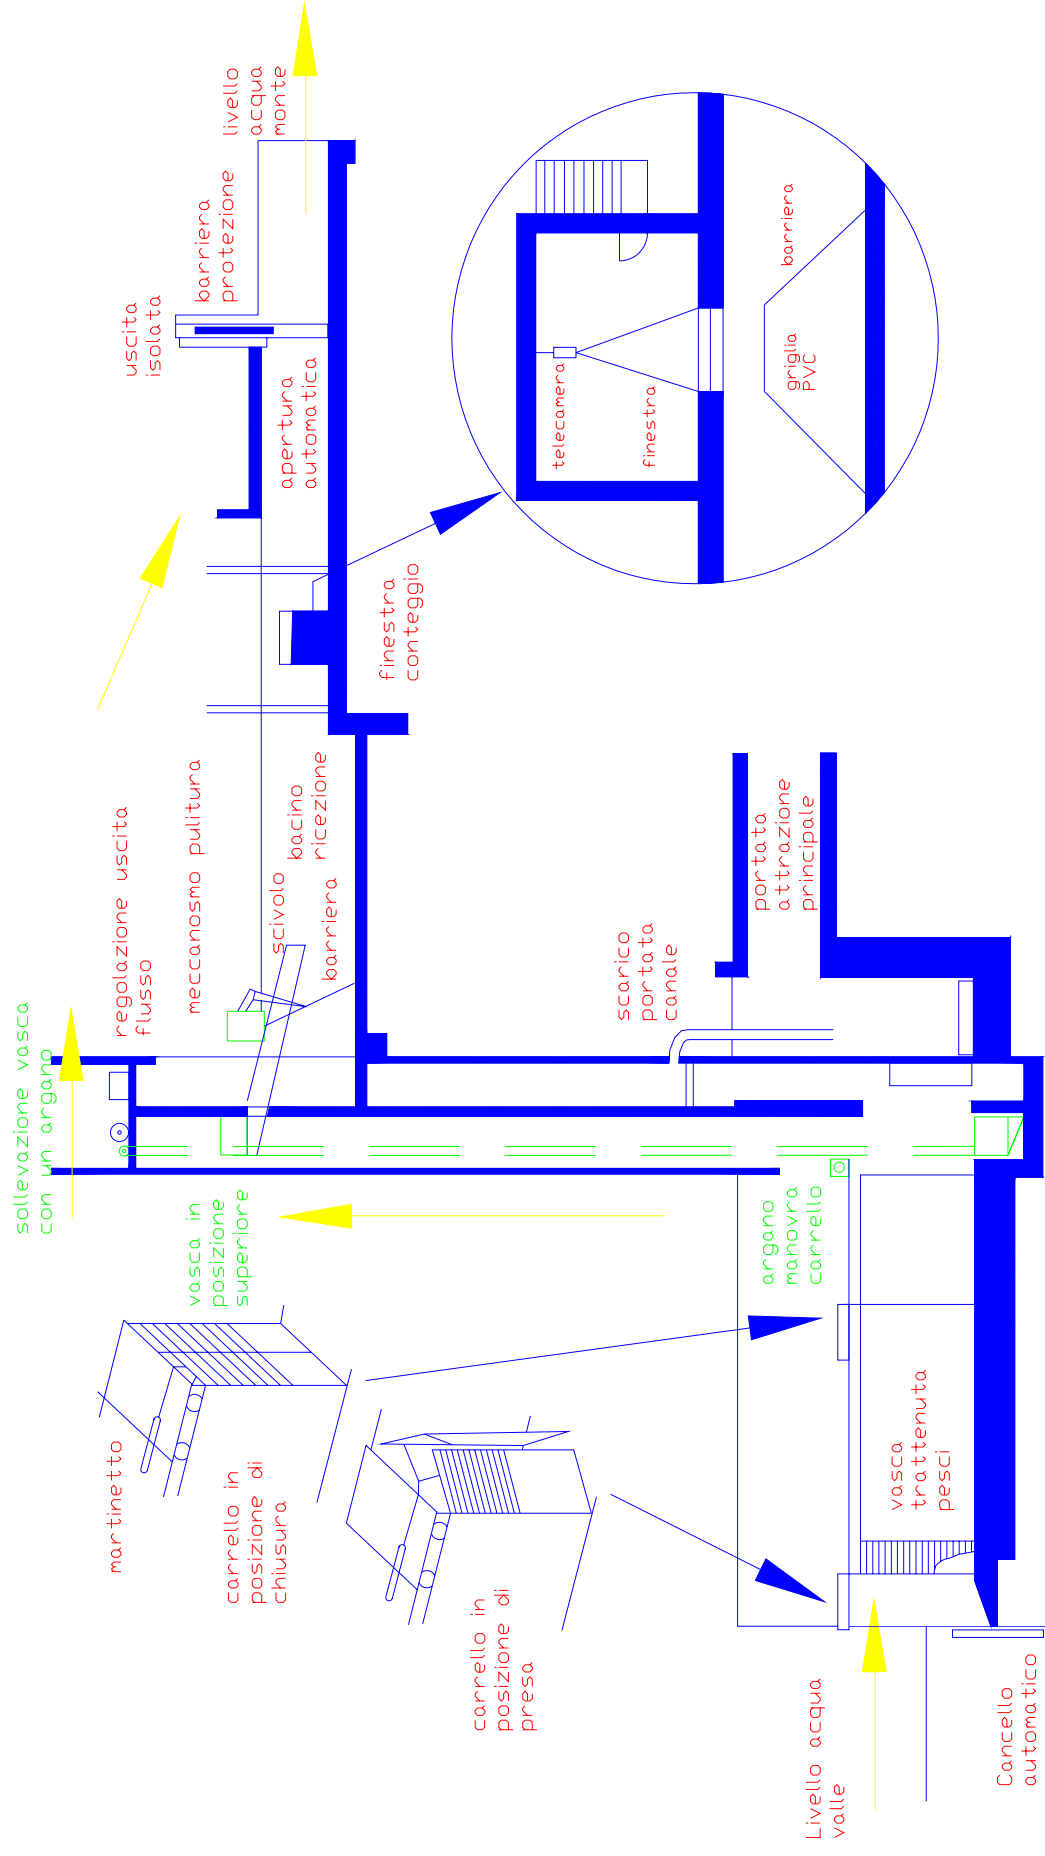 sollevazione vasca
con un argano
regolazione uscita
flusso
meccanosmo pulitura
scivolo
bacino
ricezione
barriera
uscita
isolata
barriera
protezione
livello
acqua
monte
apertura
automatica
finestra
conteggio
telecamera
finestra
griglia
PVC
barriera
scarico
portata
canale
portata
attrazione
principale
vasca in
posizione
superiore
argano
manovra
carrello
martinetto
carrello in
posizione di
chiusura
carrello in
posizione di
presa
vasca
trattenuta
pesci
Livello acqua
valle
Cancello
automatico